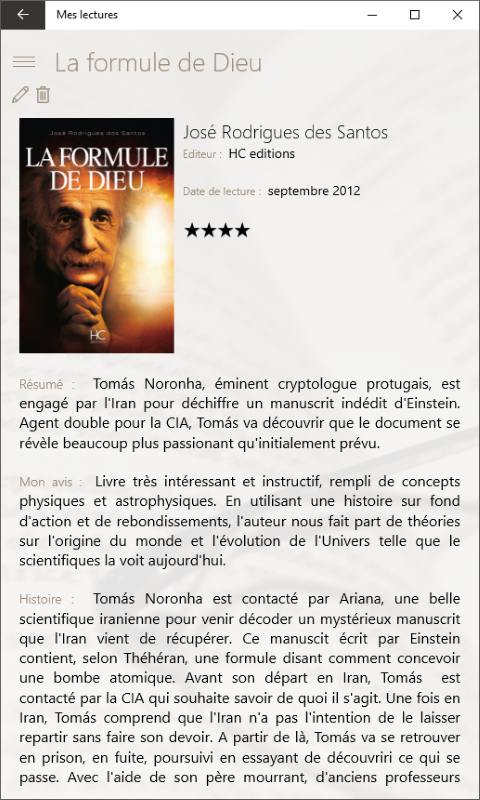 Mes lectures
La formule de Dieu
José Rodrigues dos Santos
LA FORMULE
DE DIEU
HC
José Rodrigues des Santos
Editeur : HC editions
Date de lecture : septembre 2012
★★★★
Résumé : Tomás Noronha, éminent cryptologue protugais, est
engagé par l'Iran pour déchiffre un manuscrit indédit d'Einstein.
Agent double pour la CIA, Tomás va découvrir que le document se
révèle beaucoup plus passionant qu'initialement prévu.
Mon avis : Livre très intéressant et instructif, rempli de concepts
physiques et astrophysiques. En utilisant une histoire sur fond
d'action et de rebondissements, l'auteur nous fait part de théories
sur l'origine du monde et l'évolution de l'Univers telle que le
scientifiques la voit aujourd'hui.
Histoire : Tomás Noronha est contacté par Ariana, une belle
scientifique iranienne pour venir décoder un mystérieux manuscrit
que l'Iran vient de récupérer. Ce manuscit écrit par Einstein
contient, selon Théhéran, une formule disant comment concevoir
une bombe atomique. Avant son départ en Iran, Tomás est
contacté par la CIA qui souhaite savoir de quoi il s'agit. Une fois en
Iran, Tomás comprend que l'Iran n'a pas l'intention de le laisser
repartir sans faire son devoir. A partir de là, Tomás va se retrouver
en prison, en fuite, poursuivi en essayant de découvriri ce qui se
passe. Avec l'aide de son père mourrant, d'anciens professeurs